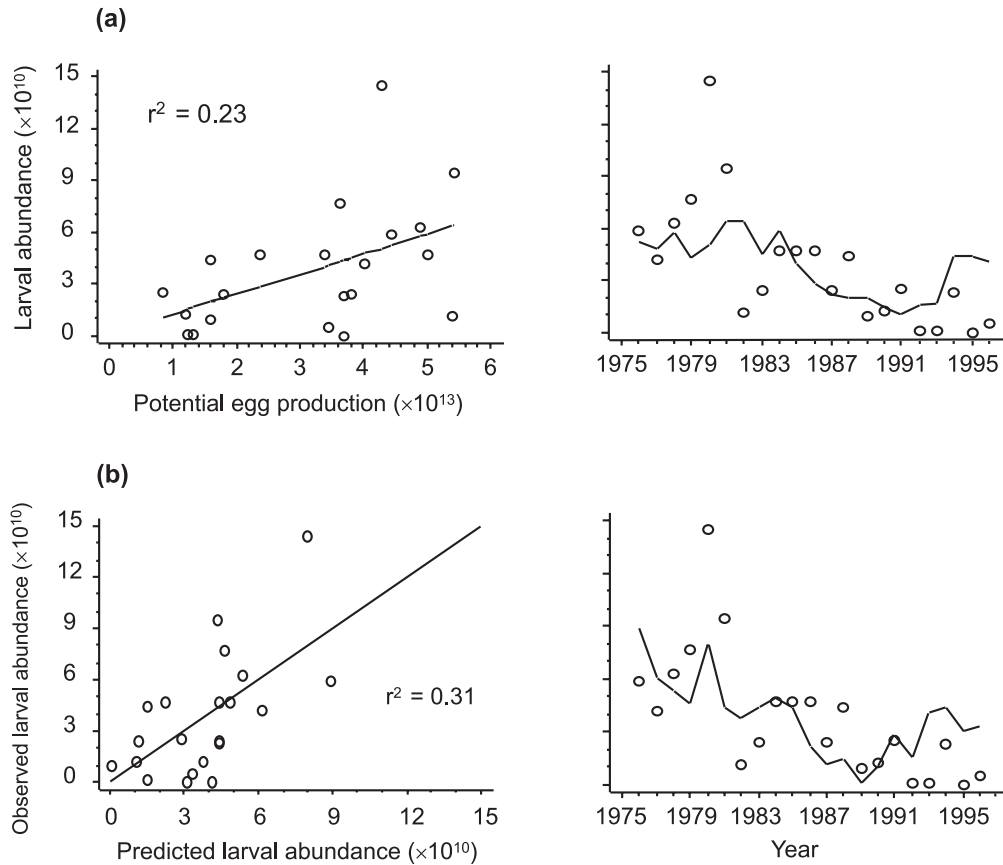 (a)
Larval abundance (×10¹⁰)
15
12
9
6
3
0
r² = 0.23
0 1 2 3 4 5 6
Potential egg production (×10¹³)
1975 1979 1983 1987 1991 1995
(b)
Observed larval abundance (×10¹⁰)
15
12
9
6
3
0
r² = 0.31
0 3 6 9 12 15
Predicted larval abundance (×10¹⁰)
1975 1979 1983 1987 1991 1995
Year